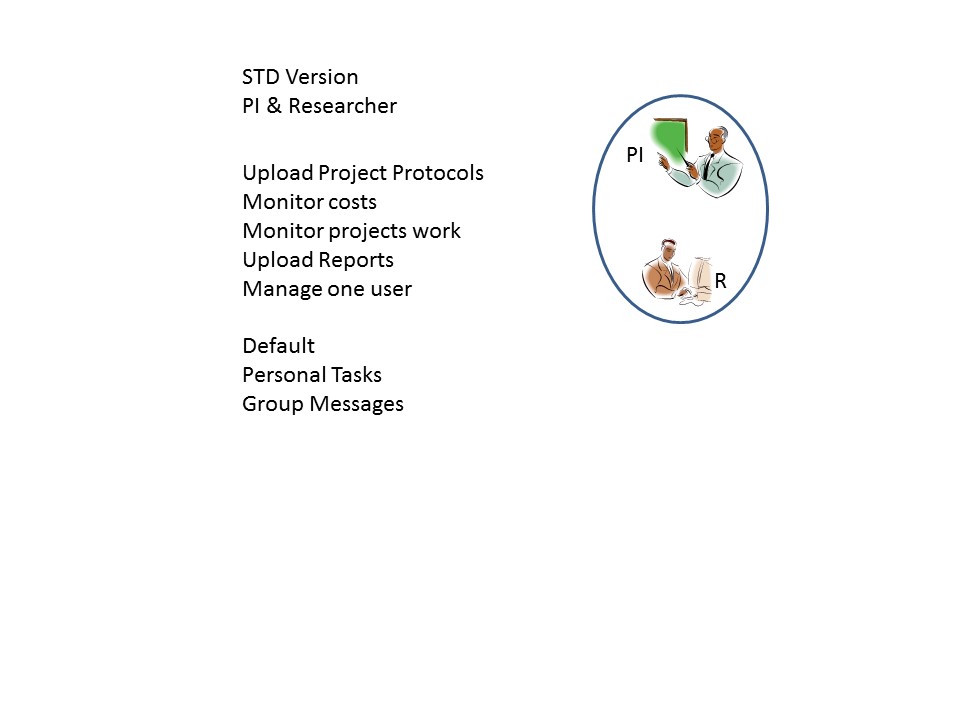 STD Version
PI & Researcher
Upload Project Protocols
Monitor costs
Monitor projects work
Upload Reports
Manage one user
Default
Personal Tasks
Group Messages
PI
R